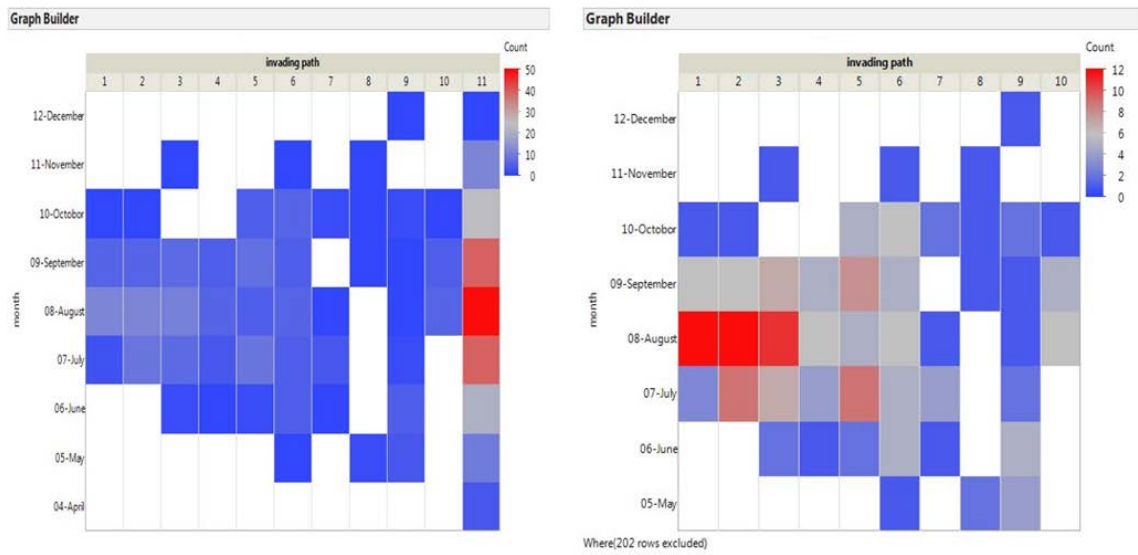 Graph Builder
invading path
1 2 3 4 5 6 7 8 9 10 11
Count
50
40
30
20
10
0
month
12-December
11-November
10-Octobor
09-September
08-August
07-July
06-June
05-May
04-April
Graph Builder
invading path
1 2 3 4 5 6 7 8 9 10
Count
12
10
8
6
4
2
0
month
12-December
11-November
10-Octobor
09-September
08-August
07-July
06-June
05-May
Where(202 rows excluded)